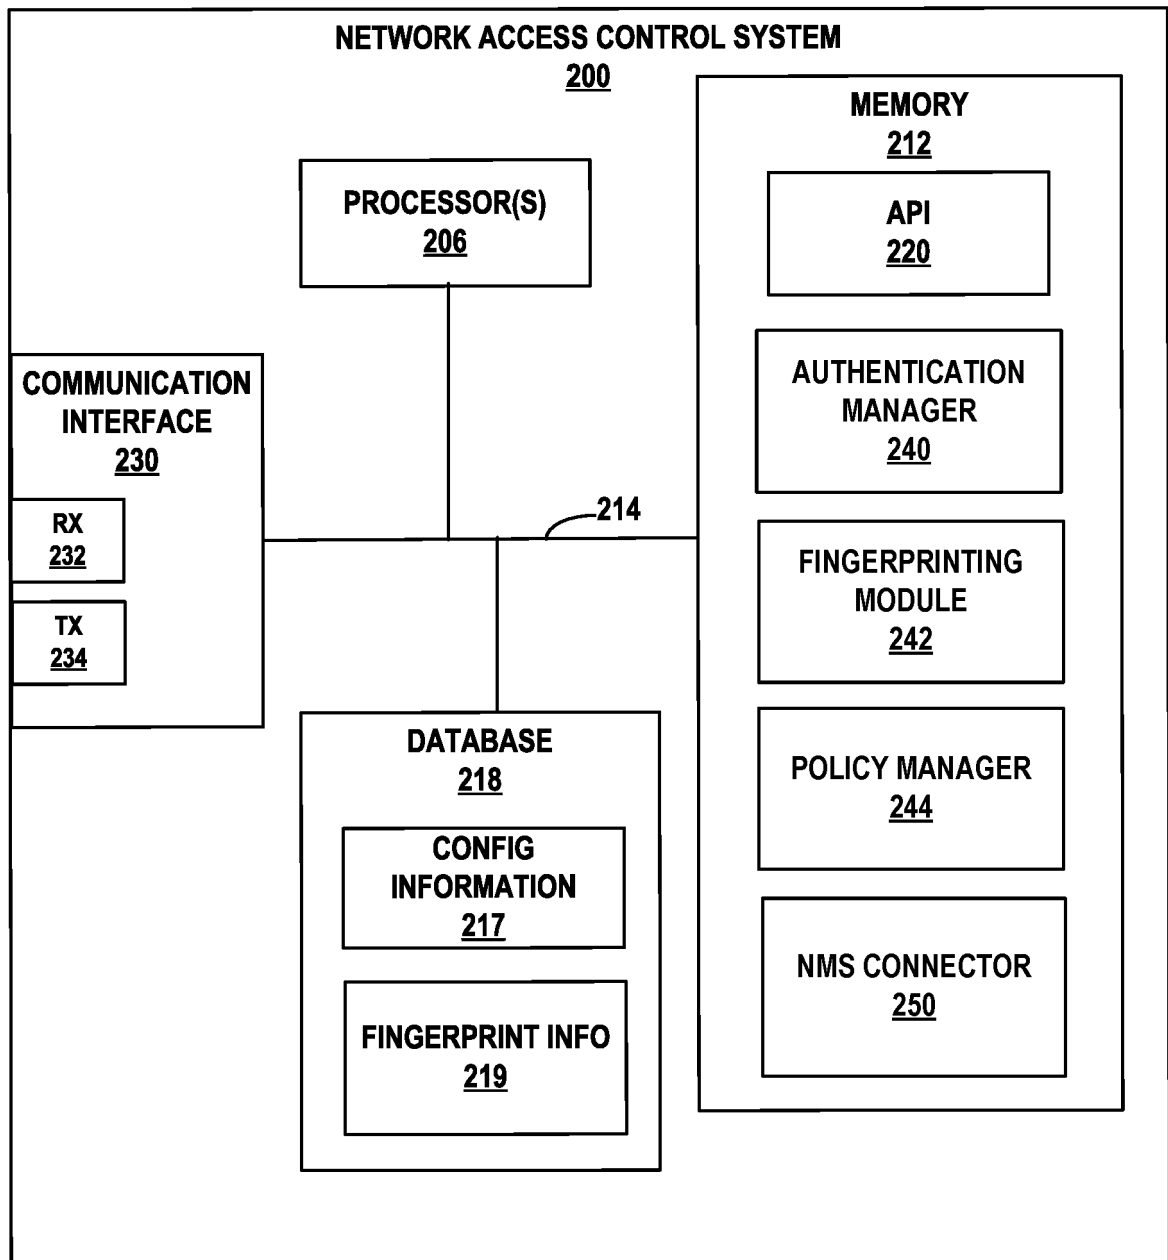 NETWORK ACCESS CONTROL SYSTEM
200
PROCESSOR(S)
206
COMMUNICATION
INTERFACE
230
RX
232
TX
234
214
DATABASE
218
CONFIG
INFORMATION
217
FINGERPRINT INFO
219
MEMORY
212
API
220
AUTHENTICATION
MANAGER
240
FINGERPRINTING
MODULE
242
POLICY MANAGER
244
NMS CONNECTOR
250